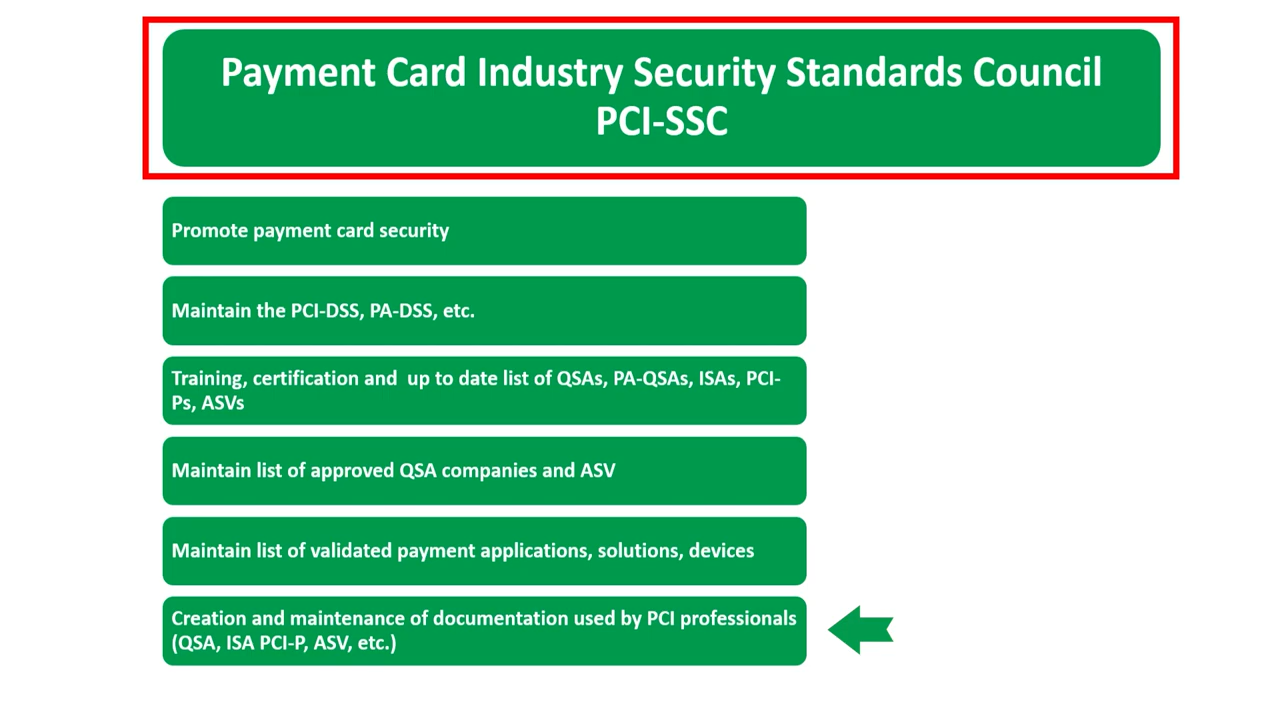 Payment Card Industry Security Standards Council
PCI-SSC
Promote payment card security
Maintain the PCI-DSS, PA-DSS, etc.
Training, certification and  up to date list of QSAs, PA-QSAs, ISAs, PCI-
Ps, ASVs
Maintain list of approved QSA companies and ASV
Maintain list of validated payment applications, solutions, devices
Creation and maintenance of documentation used by PCI professionals
(QSA, ISA PCI-P, ASV, etc.)